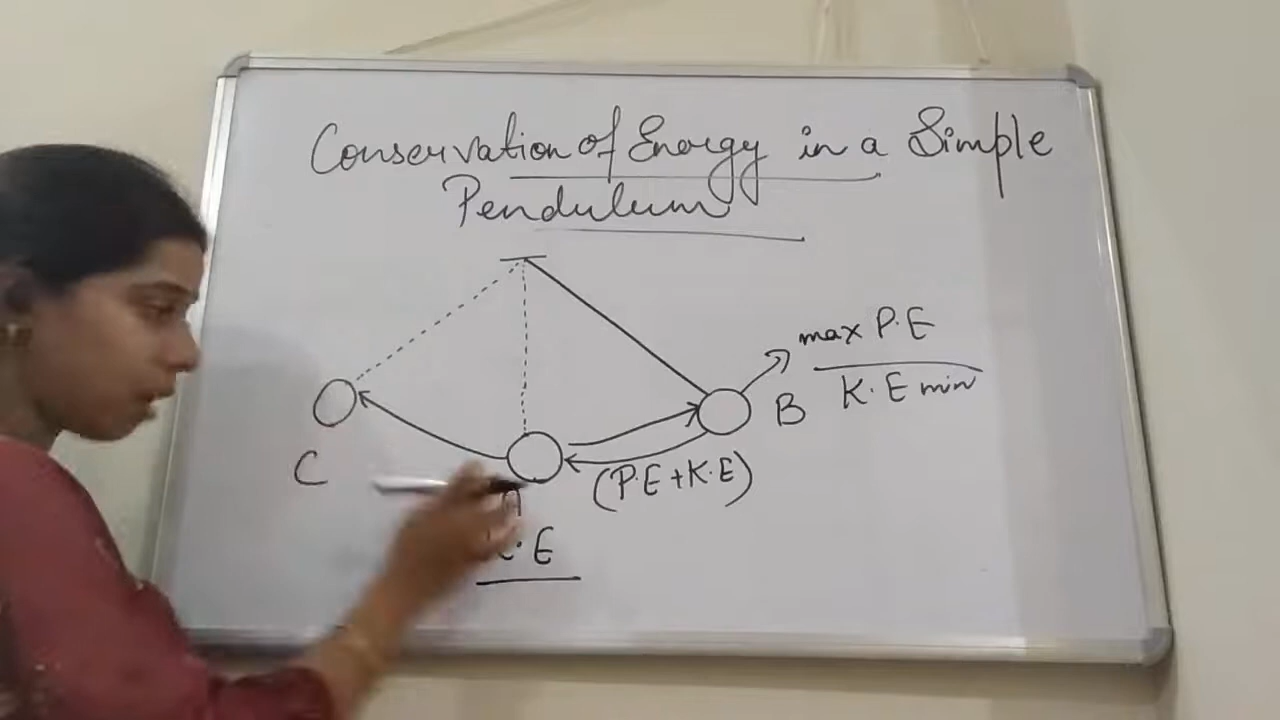 Conservation of Energy in a Simple
Pendulum
max P.E
K.E min
B
C
(P.E + K.E)
.E